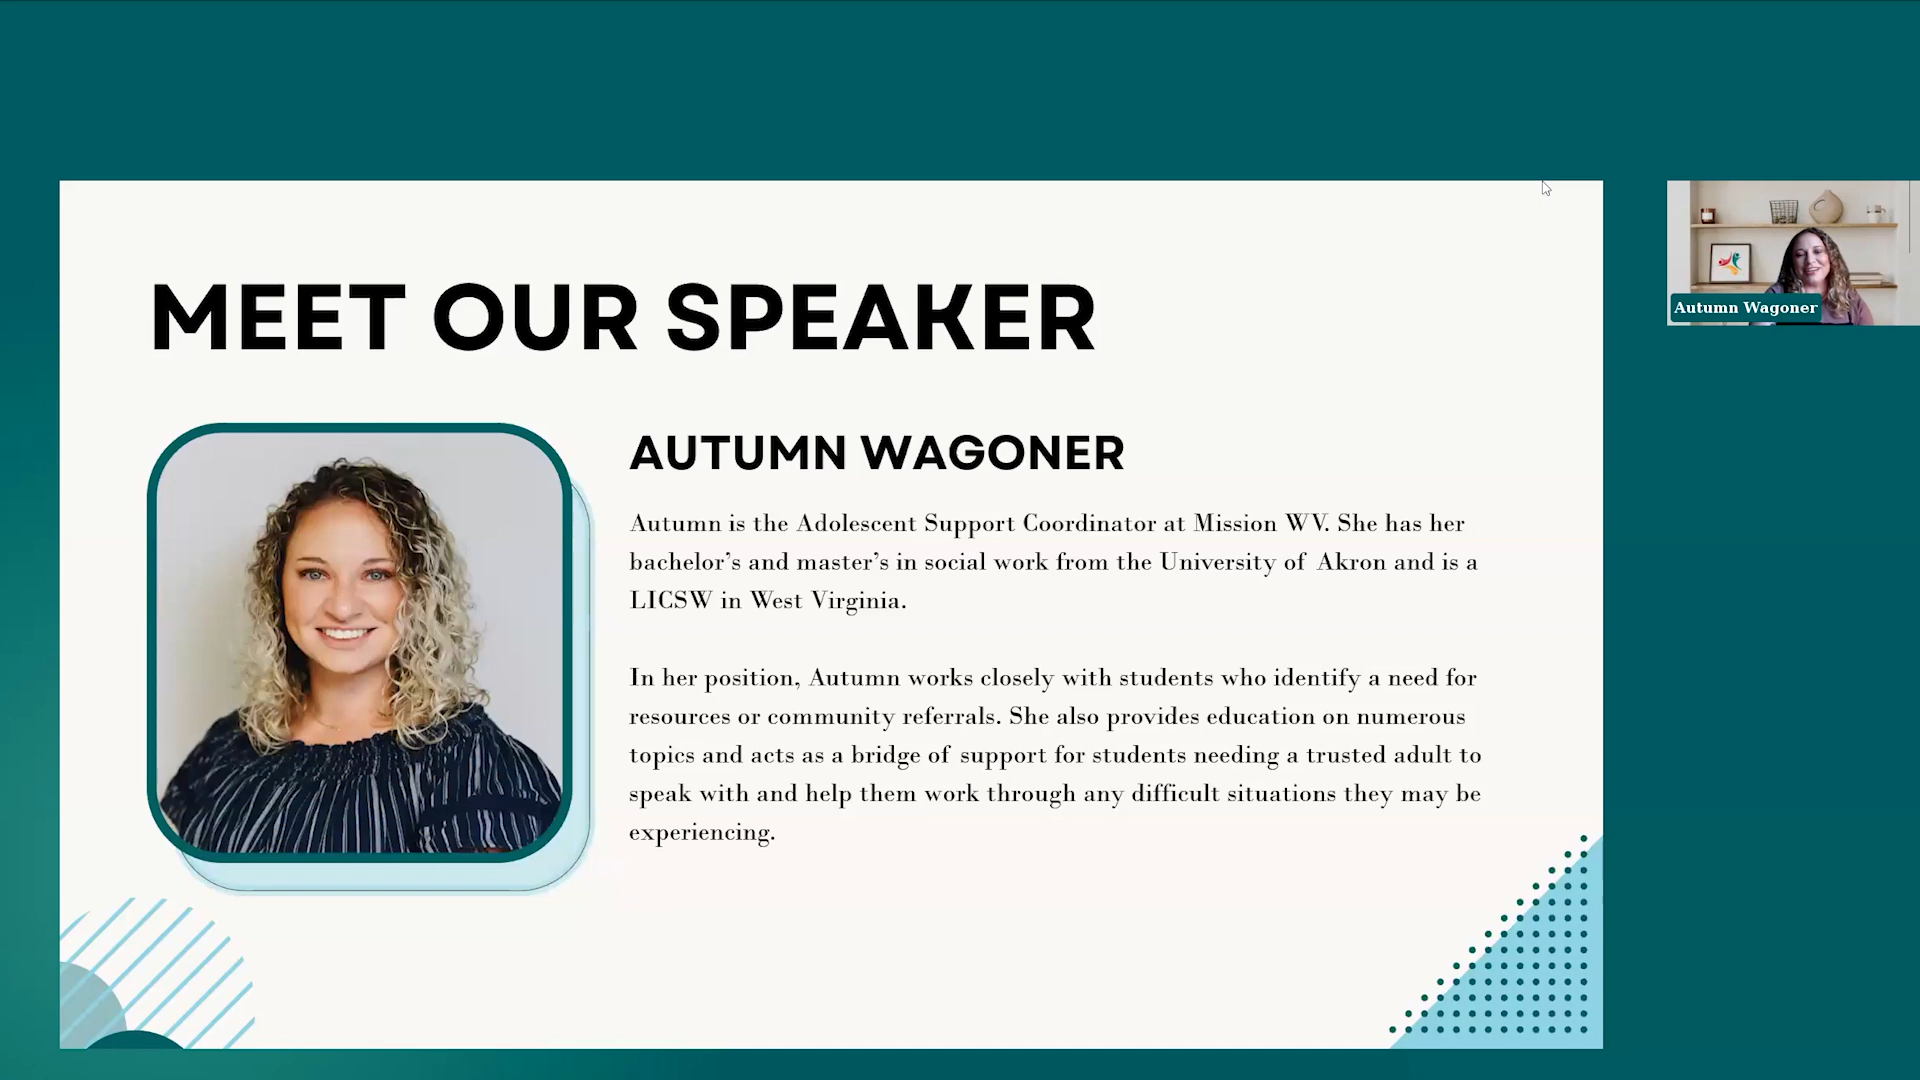 MEET OUR SPEAKER
AUTUMN WAGONER
Autumn is the Adolescent Support Coordinator at Mission WV. She has her
bachelor’s and master’s in social work from the University of Akron and is a
LICSW in West Virginia.
In her position, Autumn works closely with students who identify a need for
resources or community referrals. She also provides education on numerous
topics and acts as a bridge of support for students needing a trusted adult to
speak with and help them work through any difficult situations they may be
experiencing.
Autumn Wagoner